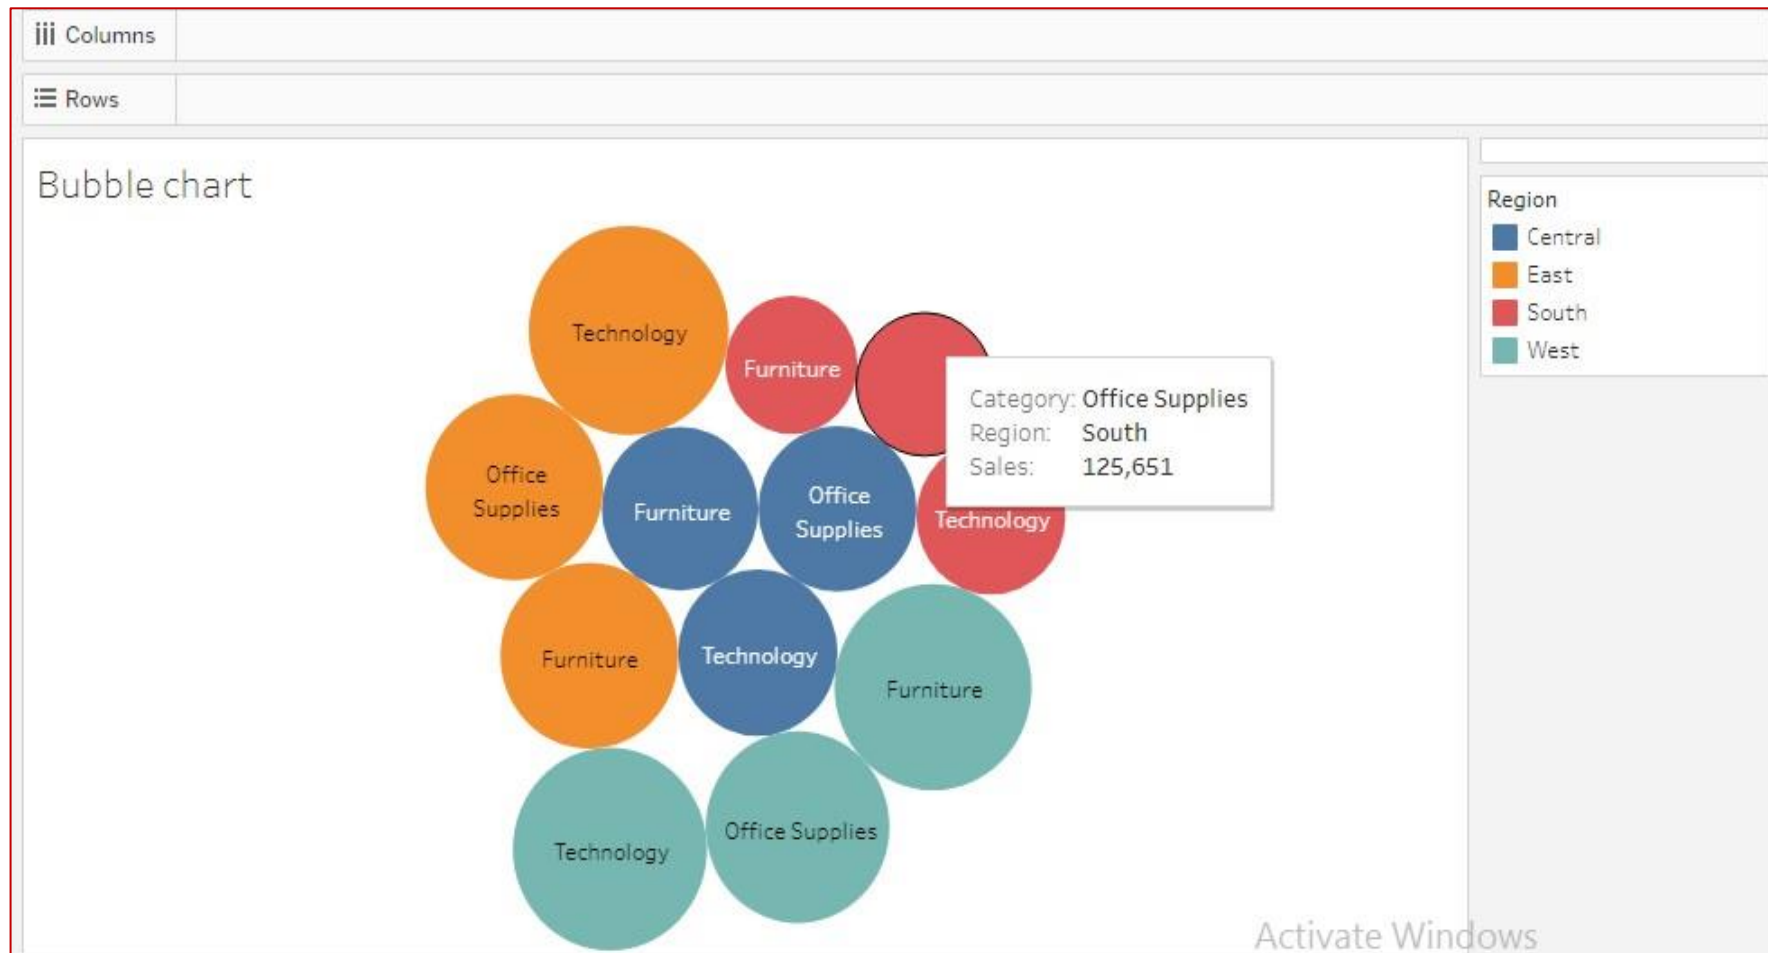 Columns
Rows
Bubble chart
Region
Central
East
South
West
Technology
Furniture
Category: Office Supplies
Region: South
Sales: 125,651
Office
Supplies
Furniture
Office
Supplies
Technology
Furniture
Technology
Furniture
Technology
Office Supplies
Activate Windows